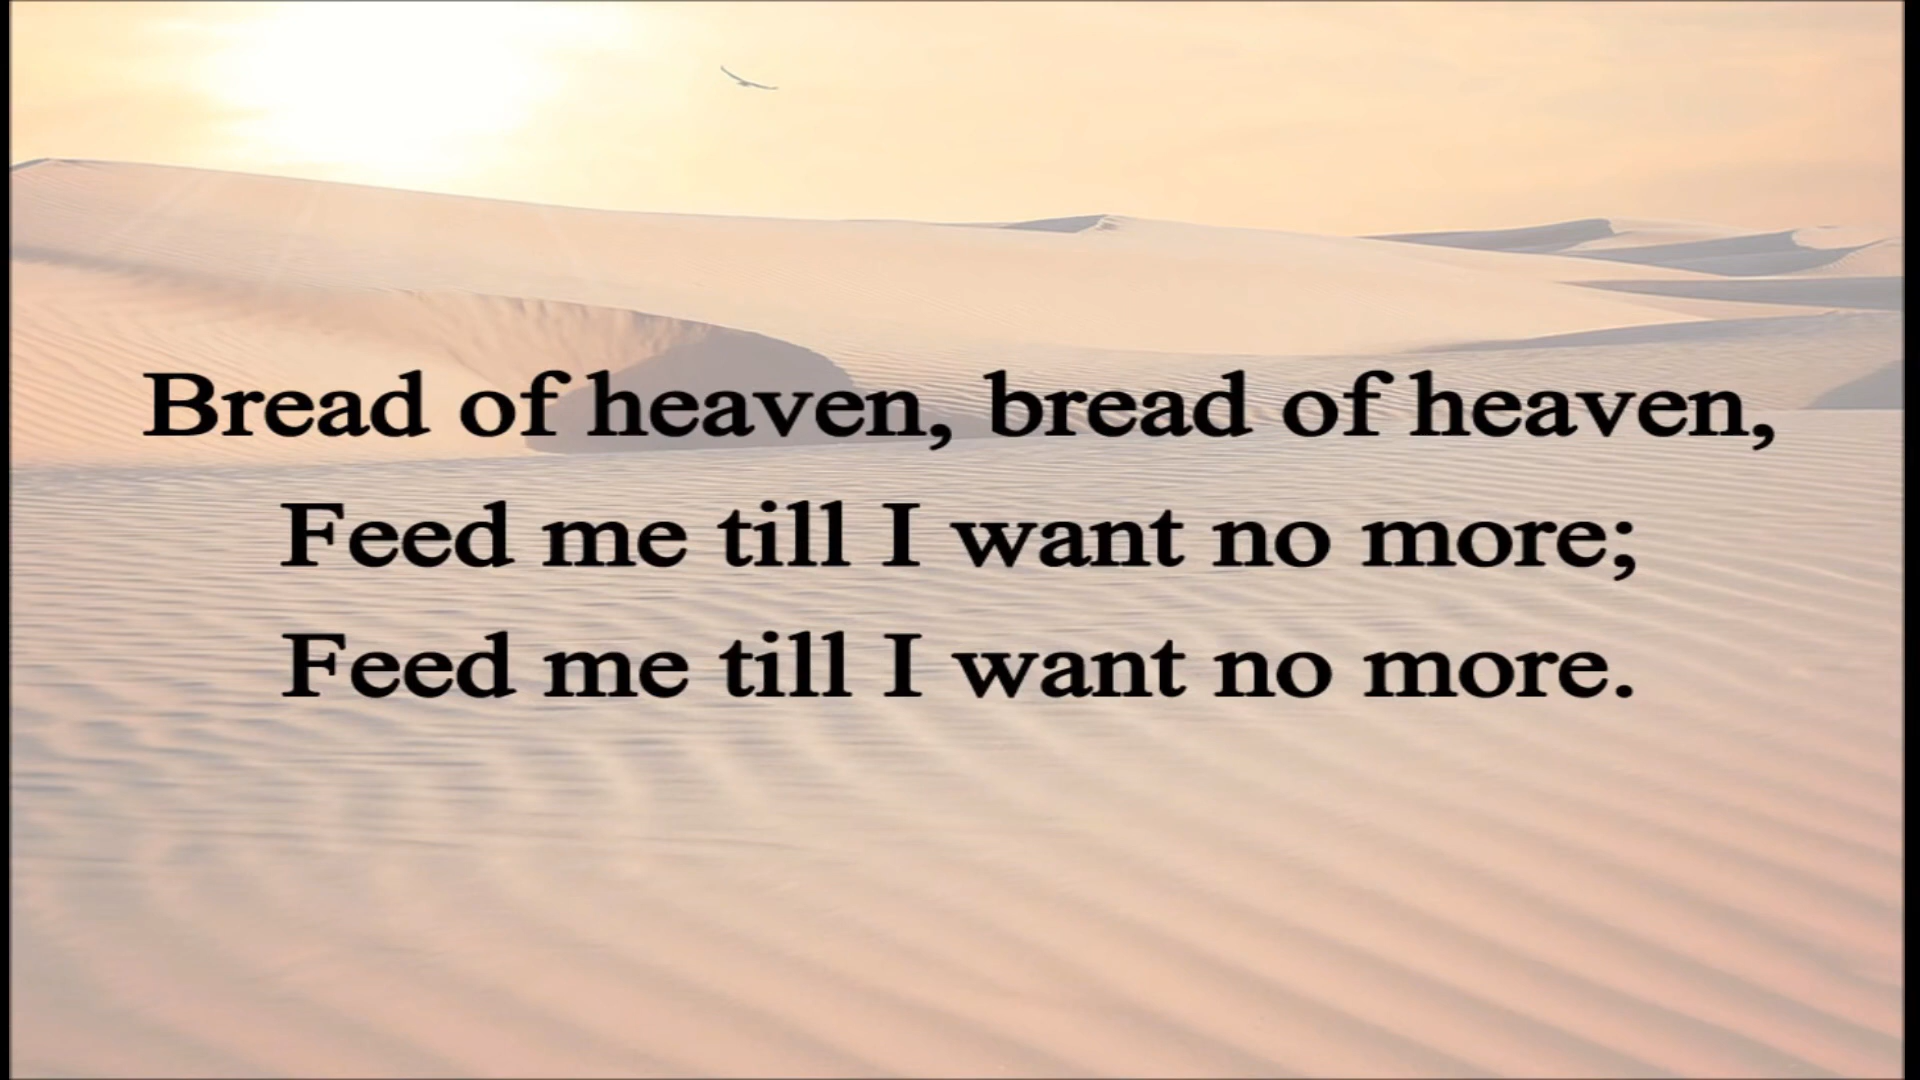 Bread of heaven, bread of heaven,
Feed me till I want no more;
Feed me till I want no more.